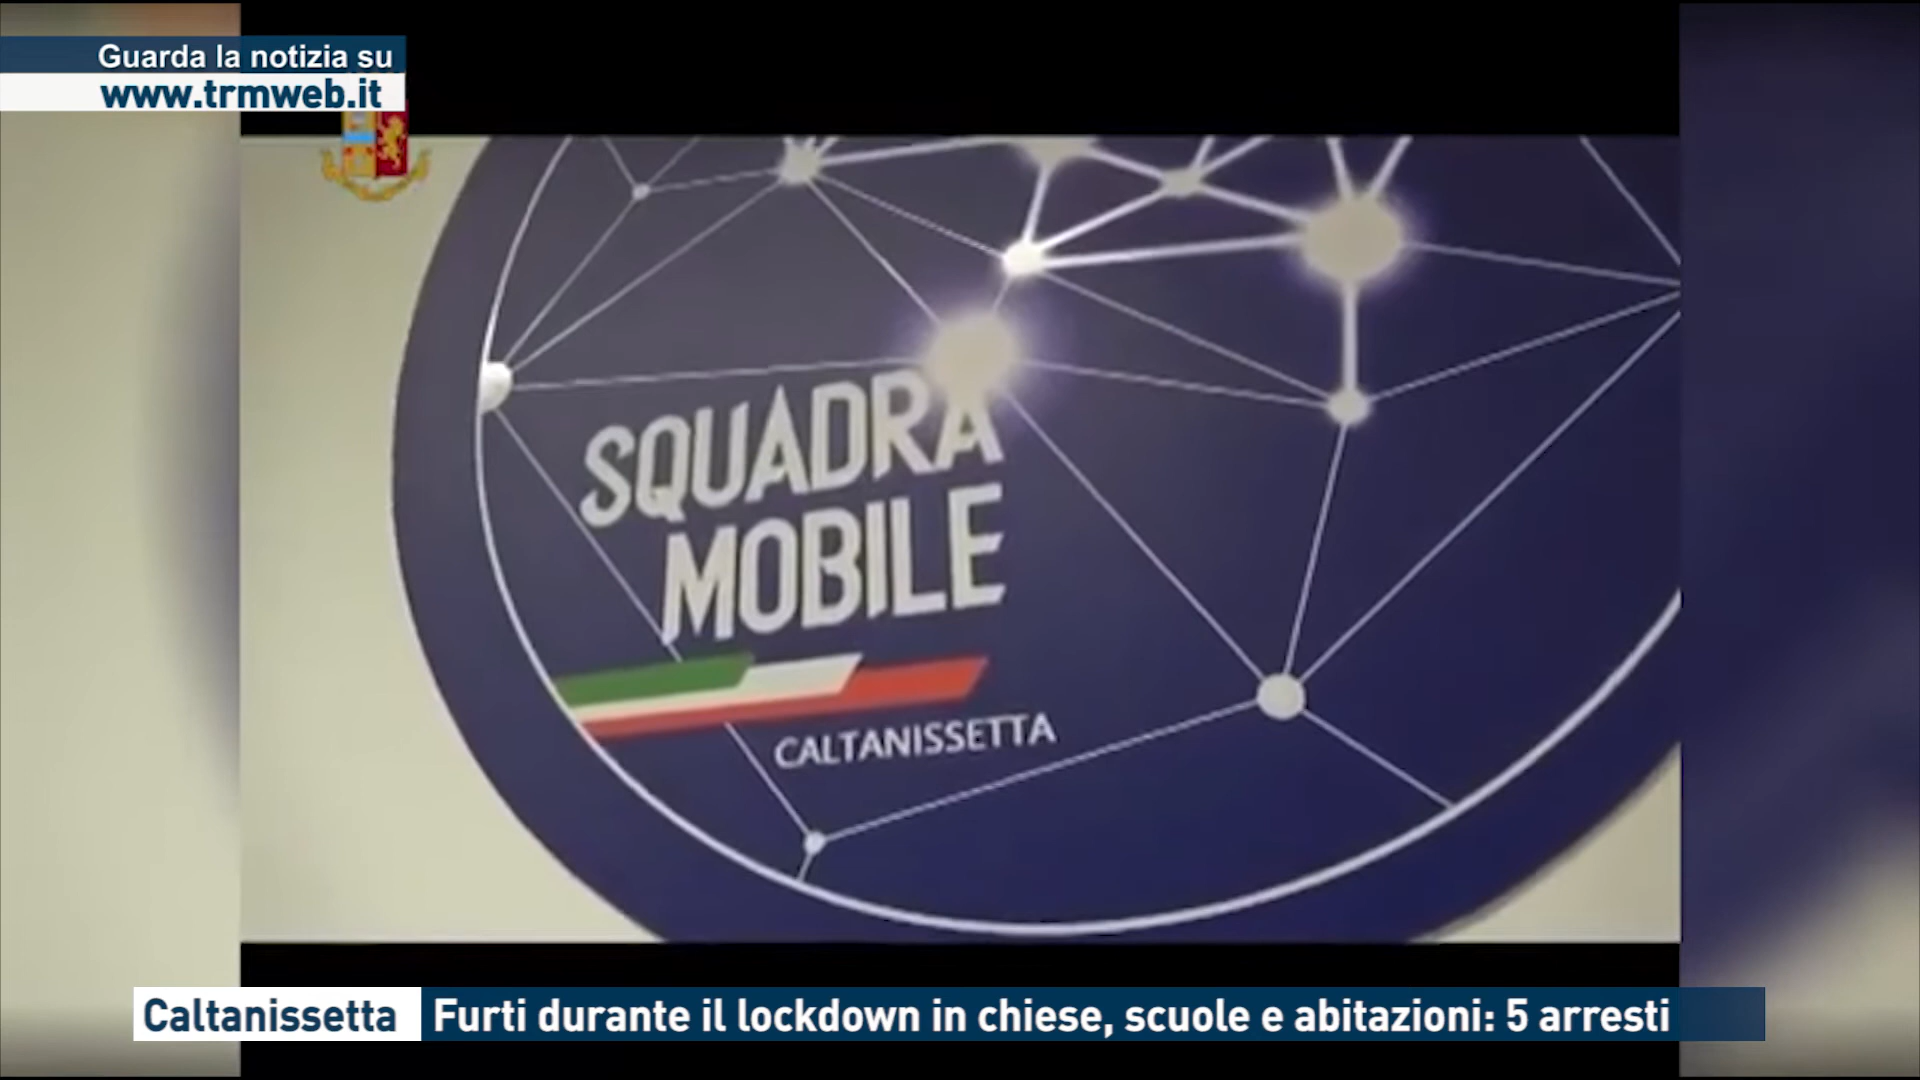 Guarda la notizia su
www.trmweb.it
SQUADRA
MOBILE
CALTANISSETTA
Caltanissetta Furti durante il lockdown in chiese, scuole e abitazioni: 5 arresti